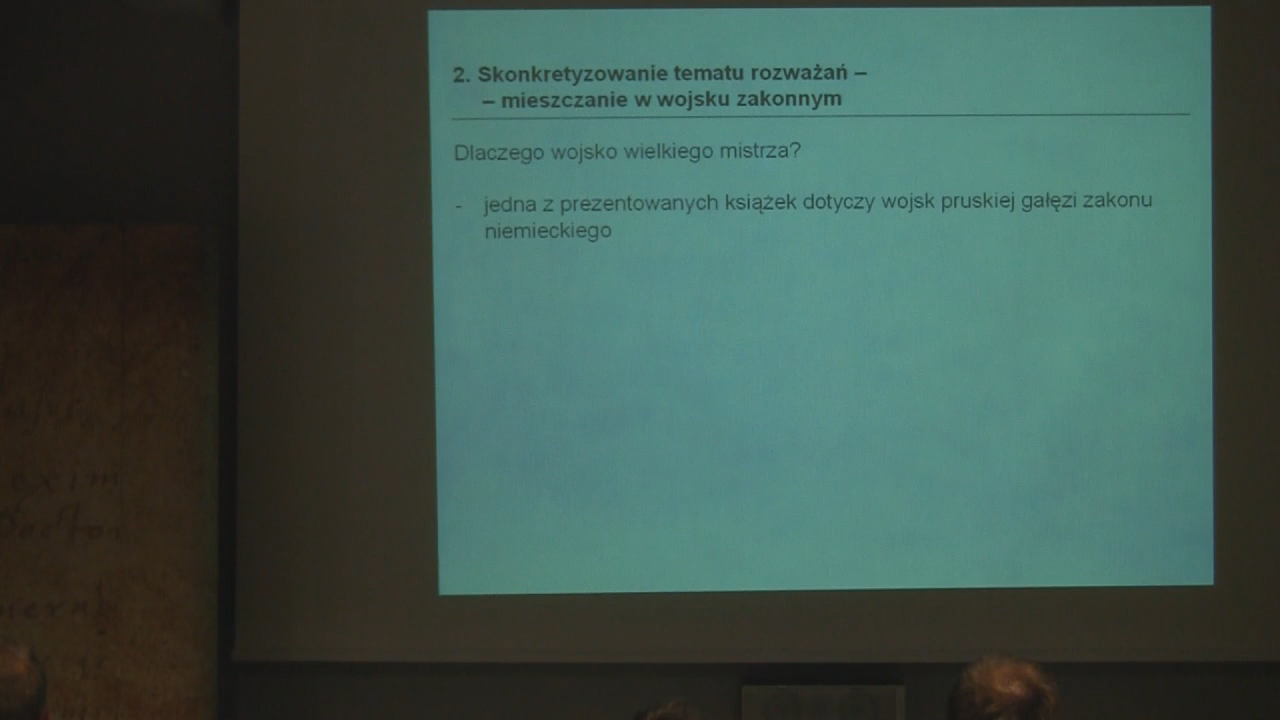 2. Skonkretyzowanie tematu rozważań –
– mieszczanie w wojsku zakonnym
Dlaczego wojsko wielkiego mistrza?
- jedna z prezentowanych książek dotyczy wojsk pruskiej gałęzi zakonu
niemieckiego
exim